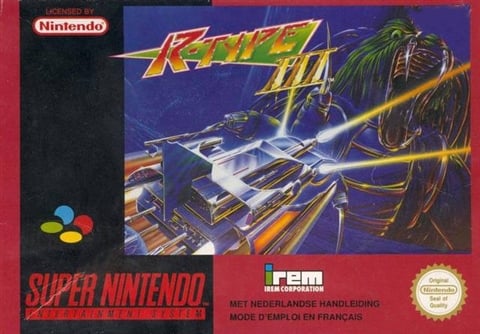 LICENSED BY
Nintendo
R-TYPE
III™
SUPER NINTENDO
ENTERTAINMENT SYSTEM
irem
IREM CORPORATION
MET NEDERLANDSE HANDLEIDING
MODE D'EMPLOI EN FRANÇAIS
Original
Nintendo
Seal of
Quality